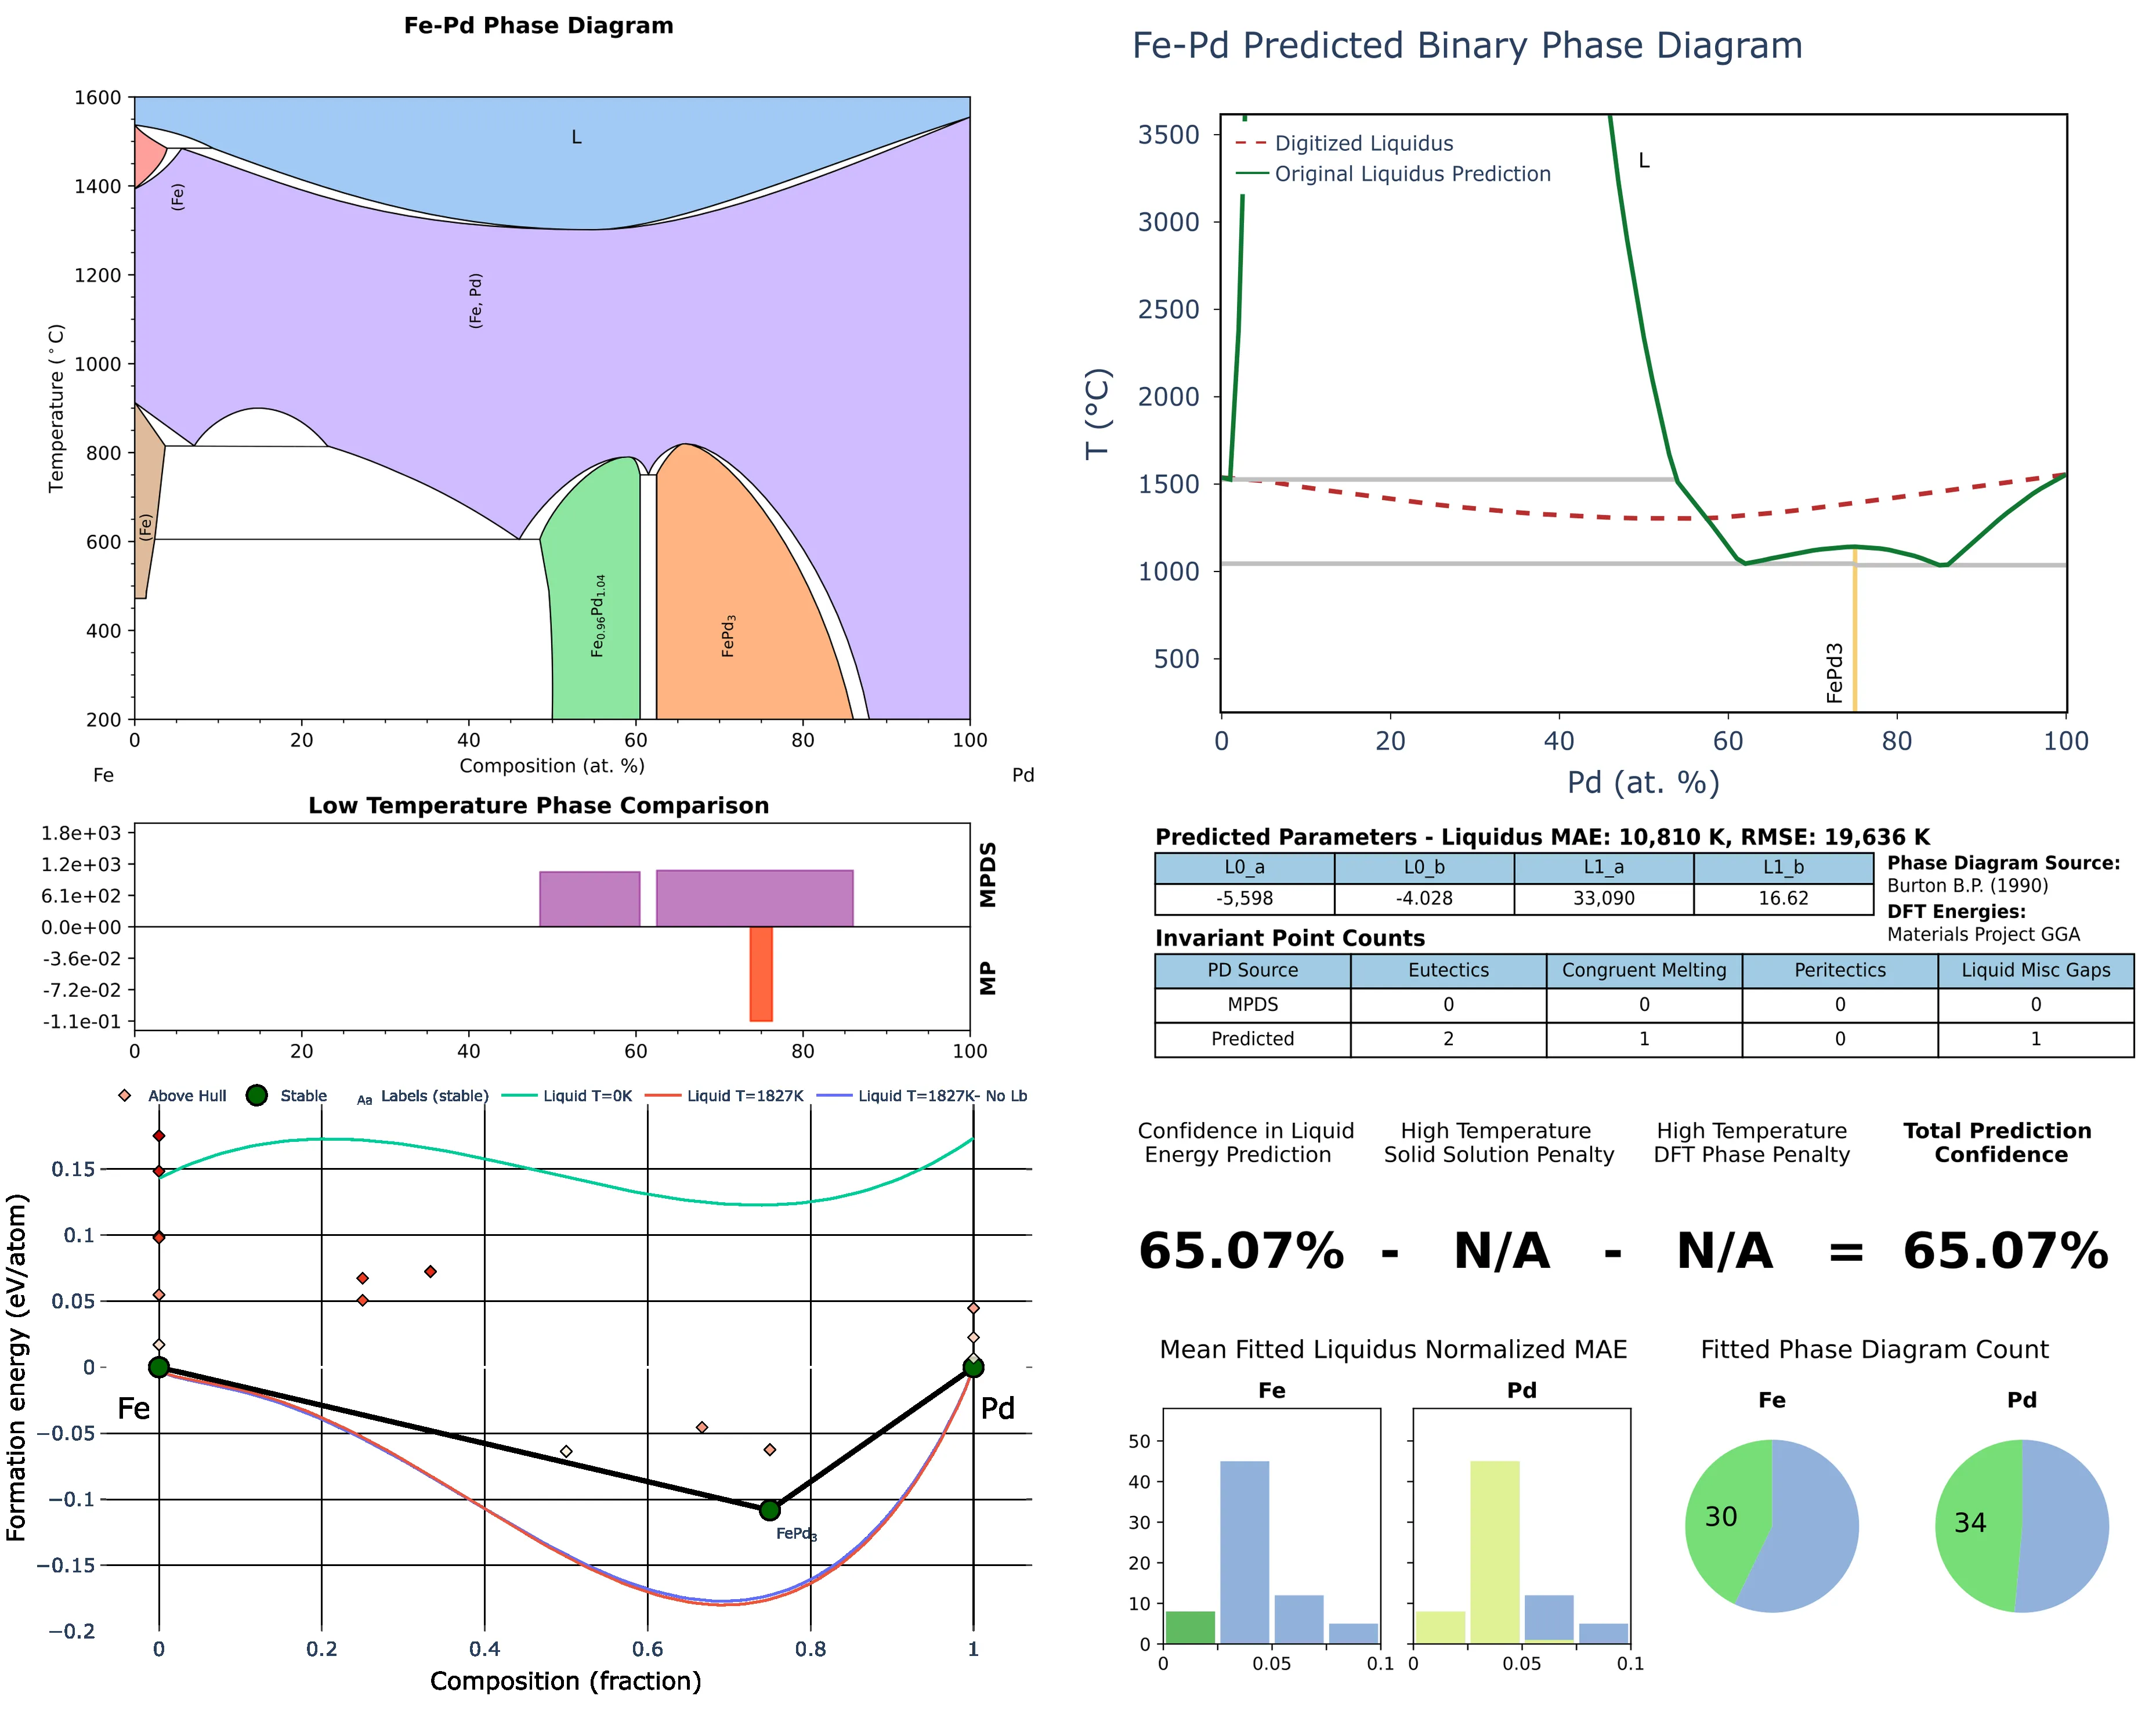 Fe-Pd Phase Diagram
1600
1400
1200
1000
800
600
400
200
Temperature (°C)
L
(Fe)
(Fe, Pd)
(Fe)
Fe0.96Pd1.04
FePd3
0 20 40 60 80 100
Composition (at. %)
Fe Pd
Low Temperature Phase Comparison
1.8e+03
1.2e+03
6.1e+02
0.0e+00
-3.6e-02
-7.2e-02
-1.1e-01
MPDS
MP
0 20 40 60 80 100
Above Hull Stable Aa Labels (stable) Liquid T=0K Liquid T=1827K Liquid T=1827K- No Lb
0.15
0.1
0.05
0
−0.05
−0.1
−0.15
−0.2
Formation energy (eV/atom)
Fe
Pd
FePd3
0 0.2 0.4 0.6 0.8 1
Composition (fraction)
Fe-Pd Predicted Binary Phase Diagram
3500
3000
2500
2000
1500
1000
500
T (°C)
Digitized Liquidus
Original Liquidus Prediction
L
FePd3
0 20 40 60 80 100
Pd (at. %)
Predicted Parameters - Liquidus MAE: 10,810 K, RMSE: 19,636 K
L0_a L0_b L1_a L1_b
-5,598 -4.028 33,090 16.62
Phase Diagram Source:
Burton B.P. (1990)
DFT Energies:
Materials Project GGA
Invariant Point Counts
PD Source Eutectics Congruent Melting Peritectics Liquid Misc Gaps
MPDS 0 0 0 0
Predicted 2 1 0 1
Confidence in Liquid
Energy Prediction
High Temperature
Solid Solution Penalty
High Temperature
DFT Phase Penalty
Total Prediction
Confidence
65.07% - N/A - N/A = 65.07%
Mean Fitted Liquidus Normalized MAE
Fe
Pd
50
40
30
20
10
0
0 0.05 0.1
0 0.05 0.1
Fitted Phase Diagram Count
Fe
Pd
30
34